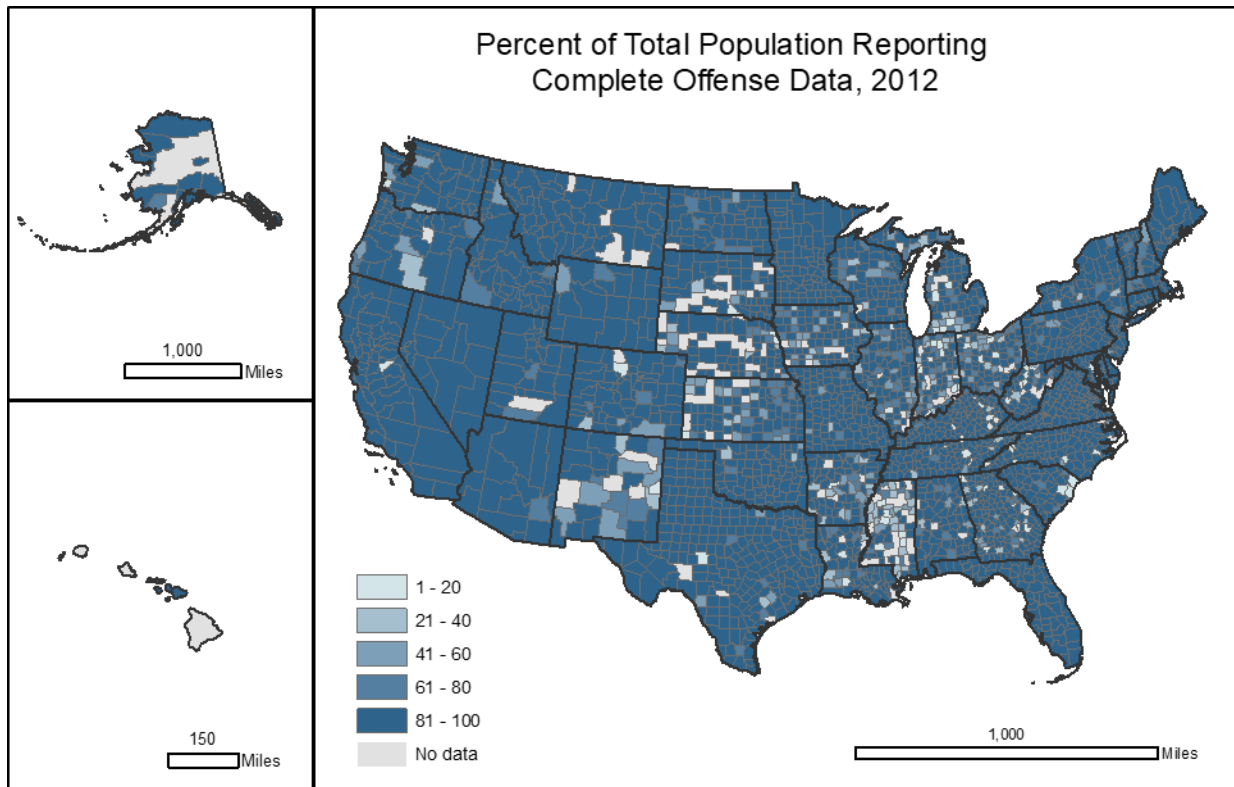 Percent of Total Population Reporting
Complete Offense Data, 2012
1,000
Miles
150
Miles
1 - 20
21 - 40
41 - 60
61 - 80
81 - 100
No data
1,000
Miles